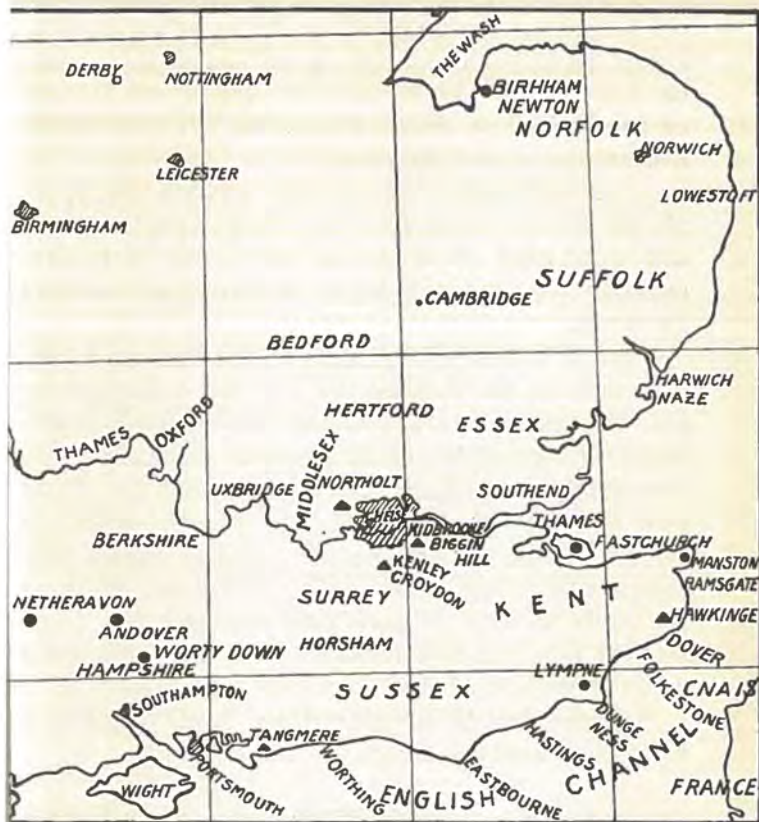 THE WASH
DERBY
NOTTINGHAM
BIRHHAM
NEWTON
NORFOLK
NORWICH
LEICESTER
LOWESTOFT
BIRMINGHAM
SUFFOLK
CAMBRIDGE
BEDFORD
HARWICH
NAZE
HERTFORD
ESSEX
THAMES
OXFORD
MIDDLESEX
NORTHOLT
UXBRIDGE
SOUTHEND
THAMES
KIDBROOKE
BERKSHIRE
BIGGIN
HILL
EASTCHURCH
MANSTON
KENLEY
CROYDON
RAMSGATE
SURREY
KENT
NETHERAVON
HAWKINGE
ANDOVER
HORSHAM
DOVER
WORTY DOWN
HAMPSHIRE
LYMPNE
FOLKESTONE
SUSSEX
CNAIS
SOUTHAMPTON
DUNGE
NESS
TANGMERE
HASTINGS
CHANNEL
PORTSMOUTH
WORTHING
EASTBOURNE
WIGHT
ENGLISH
FRANCE